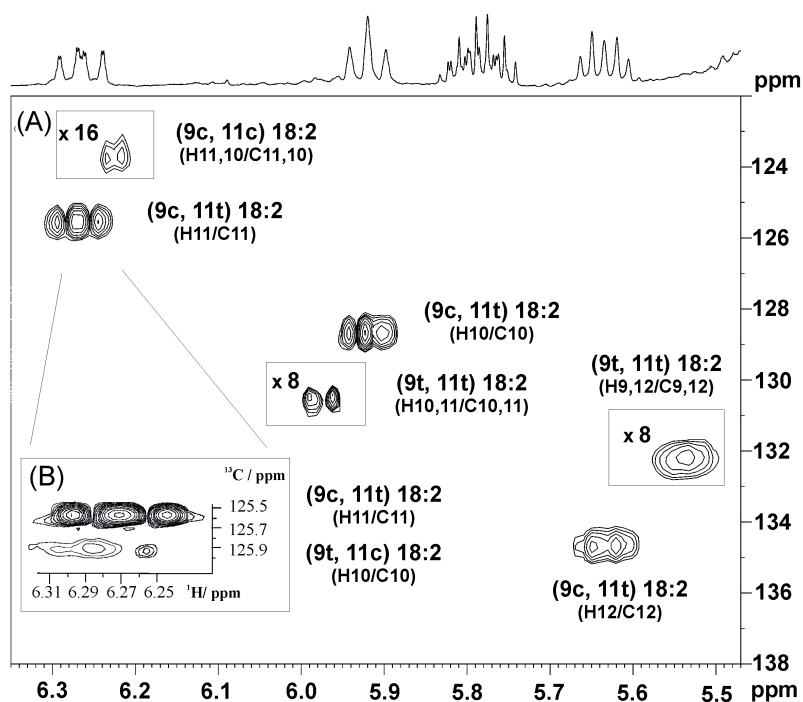 ppm
(A)
x 16
(9c, 11c) 18:2
(H11,10/C11,10)
124
(9c, 11t) 18:2
(H11/C11)
126
(9c, 11t) 18:2
(H10/C10)
128
x 8
(9t, 11t) 18:2
(H10,11/C10,11)
(9t, 11t) 18:2
(H9,12/C9,12)
130
x 8
132
(B)
¹³C / ppm
125.5
125.7
125.9
6.31 6.29 6.27 6.25 ¹H/ ppm
(9c, 11t) 18:2
(H11/C11)
(9t, 11c) 18:2
(H10/C10)
134
(9c, 11t) 18:2
(H12/C12)
136
138
6.3 6.2 6.1 6.0 5.9 5.8 5.7 5.6 5.5 ppm